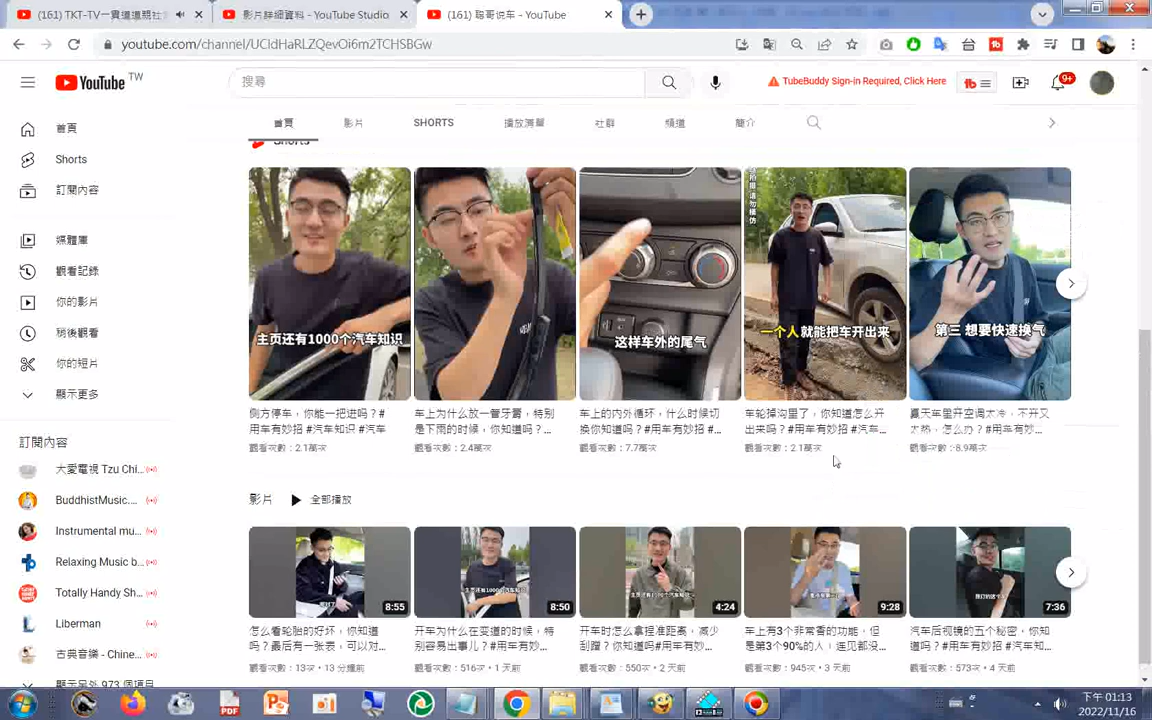 (161) TKT-TV一貫道道親社
影片詳細資料 - YouTube Studio
(161) 聪哥说车 - YouTube
youtube.com/channel/UCldHaRLZQevOi6m2TCHSBGw
YouTube TW
搜尋
TubeBuddy Sign-in Required, Click Here
9+
首頁
影片
SHORTS
播放清單
社群
頻道
簡介
首頁
Shorts
訂閱內容
媒體庫
觀看記錄
你的影片
稍後觀看
你的短片
顯示更多
訂閱內容
大愛電視 Tzu Chi...
BuddhistMusic....
Instrumental mu...
Relaxing Music b...
Totally Handy Sh...
Liberman
古典音樂 - Chine...
顯示另外 973 個項目
Shorts
主页还有1000个汽车知识
这样车外的尾气
一个人就能把车开出来
第三 想要快速换气
侧方停车，你能一把进吗？#
用车有妙招 #汽车知识 #汽车
觀看次數：2.1萬次
车上为什么放一管牙膏，特别
是下雨的时候，你知道吗？...
觀看次數：2.4萬次
车上的内外循环，什么时候切
换你知道吗？#用车有妙招 #...
觀看次數：7.7萬次
车轮掉沟里了，你知道怎么开
出来吗？#用车有妙招 #汽车...
觀看次數：2.1萬次
夏天车里开空调太冷，不开又
太热，怎么办？#用车有妙...
觀看次數：8.9萬次
影片
全部播放
8:55
8:50
4:24
9:28
7:36
怎么看轮胎的好坏，你知道
吗？最后有一张表，可以对...
觀看次數：13次 • 13 分鐘前
开车为什么在变道的时候，特
别容易出事儿？#用车有妙...
觀看次數：516次 • 1 天前
开车时怎么拿捏准距离，减少
刮蹭？你知道吗#用车有妙...
觀看次數：550次 • 2 天前
车上有3个非常香的功能，但
是第3个90%的人，连见都没...
觀看次數：945次 • 3 天前
汽车后视镜的五个秘密，你知
道吗？#用车有妙招 #汽车知...
觀看次數：573次 • 4 天前
下午 01:13
2022/11/16